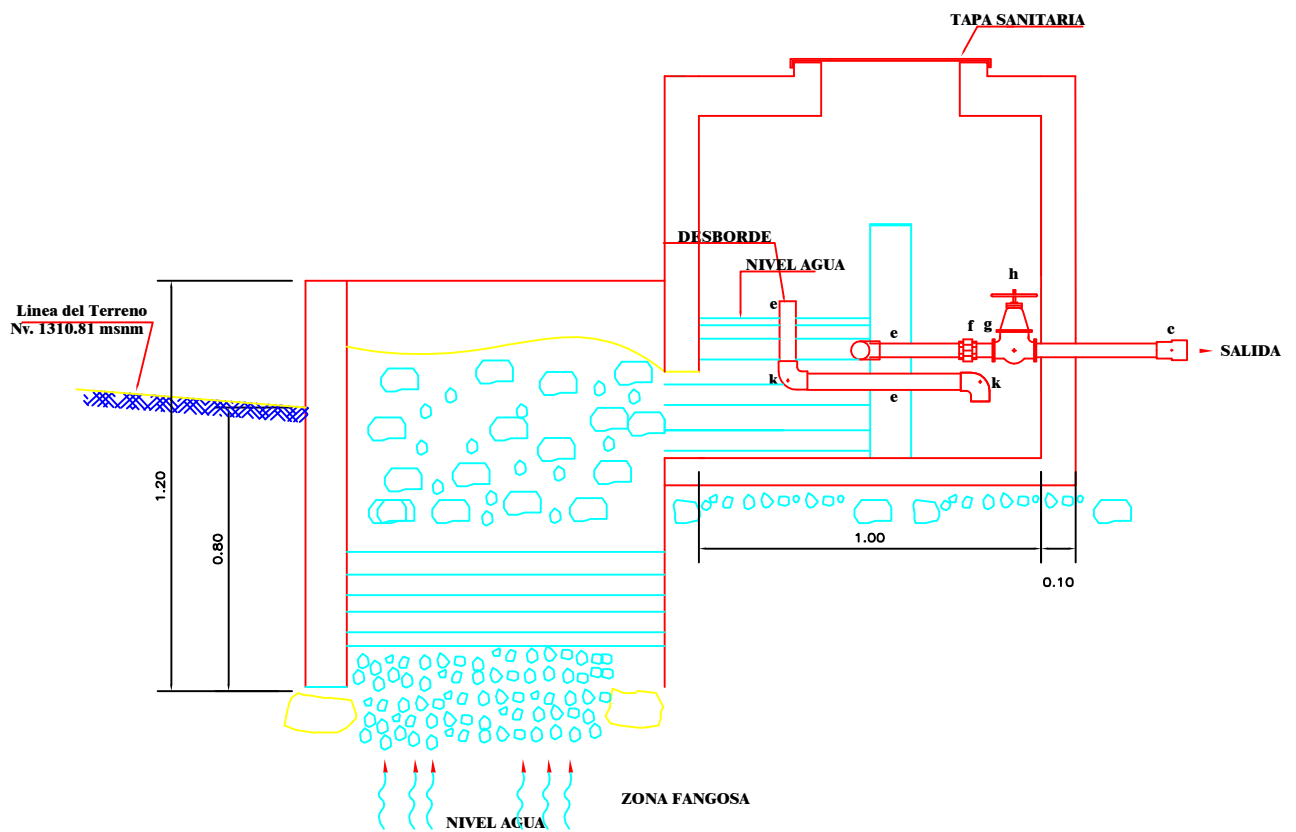 TAPA SANITARIA
DESBORDE
NIVEL AGUA
Linea del Terreno
Nv. 1310.81 msnm
h
e
e
f
g
c
SALIDA
k
k
e
1.20
0.80
1.00
0.10
ZONA FANGOSA
NIVEL AGUA